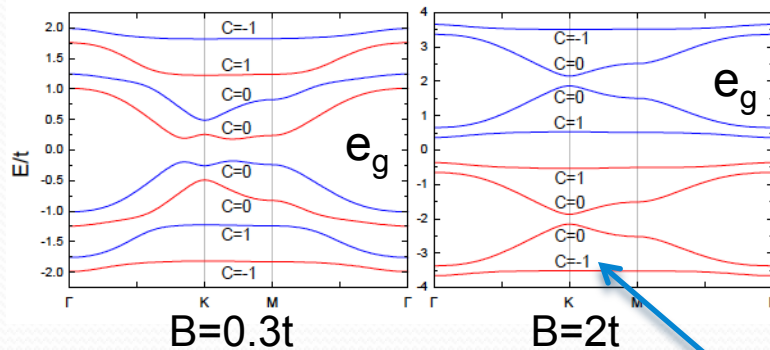 E/t
2.0
1.5
1.0
0.5
0.0
-0.5
-1.0
-1.5
-2.0
C=-1
C=1
C=0
C=0
C=0
C=0
C=1
C=-1
e_g
Γ K M Γ
B=0.3t
4
3
2
1
0
-1
-2
-3
-4
C=-1
C=0
C=0
C=1
C=1
C=0
C=0
C=-1
e_g
Γ K M
B=2t